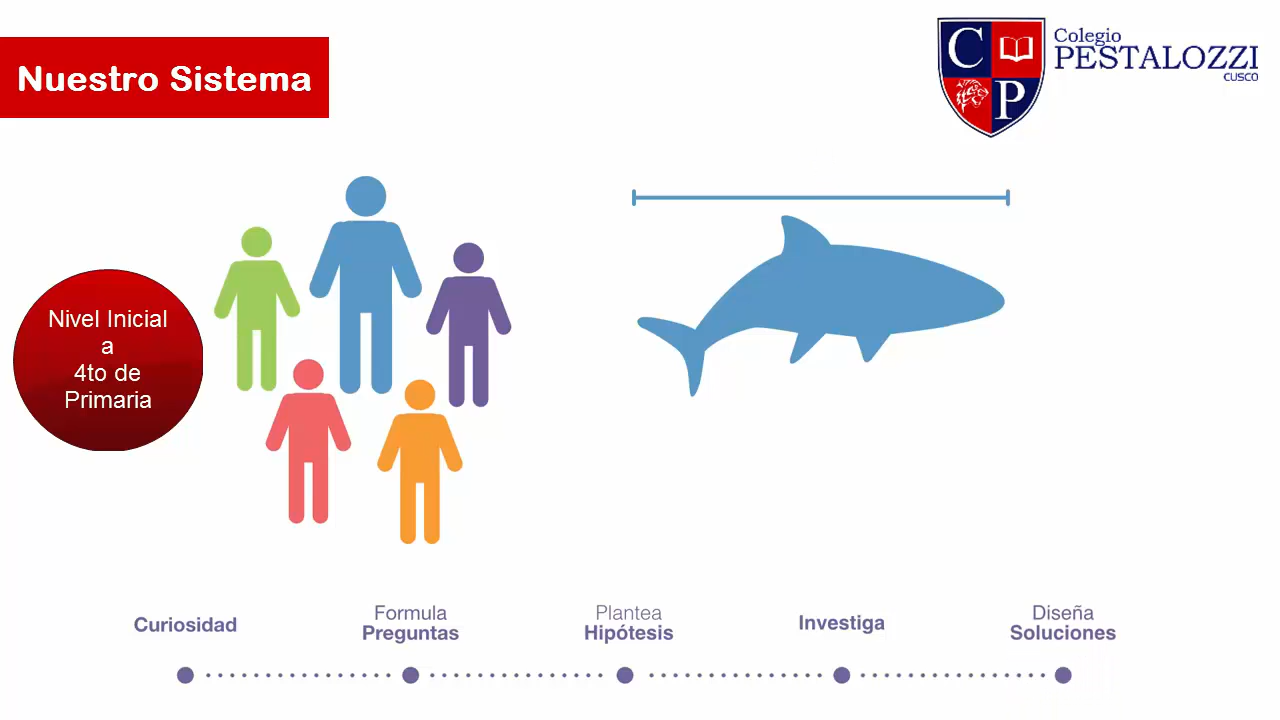 Nuestro Sistema
C
P
Colegio
PESTALOZZI
CUSCO
Nivel Inicial
a
4to de
Primaria
Curiosidad
Formula
Preguntas
Plantea
Hipótesis
Investiga
Diseña
Soluciones